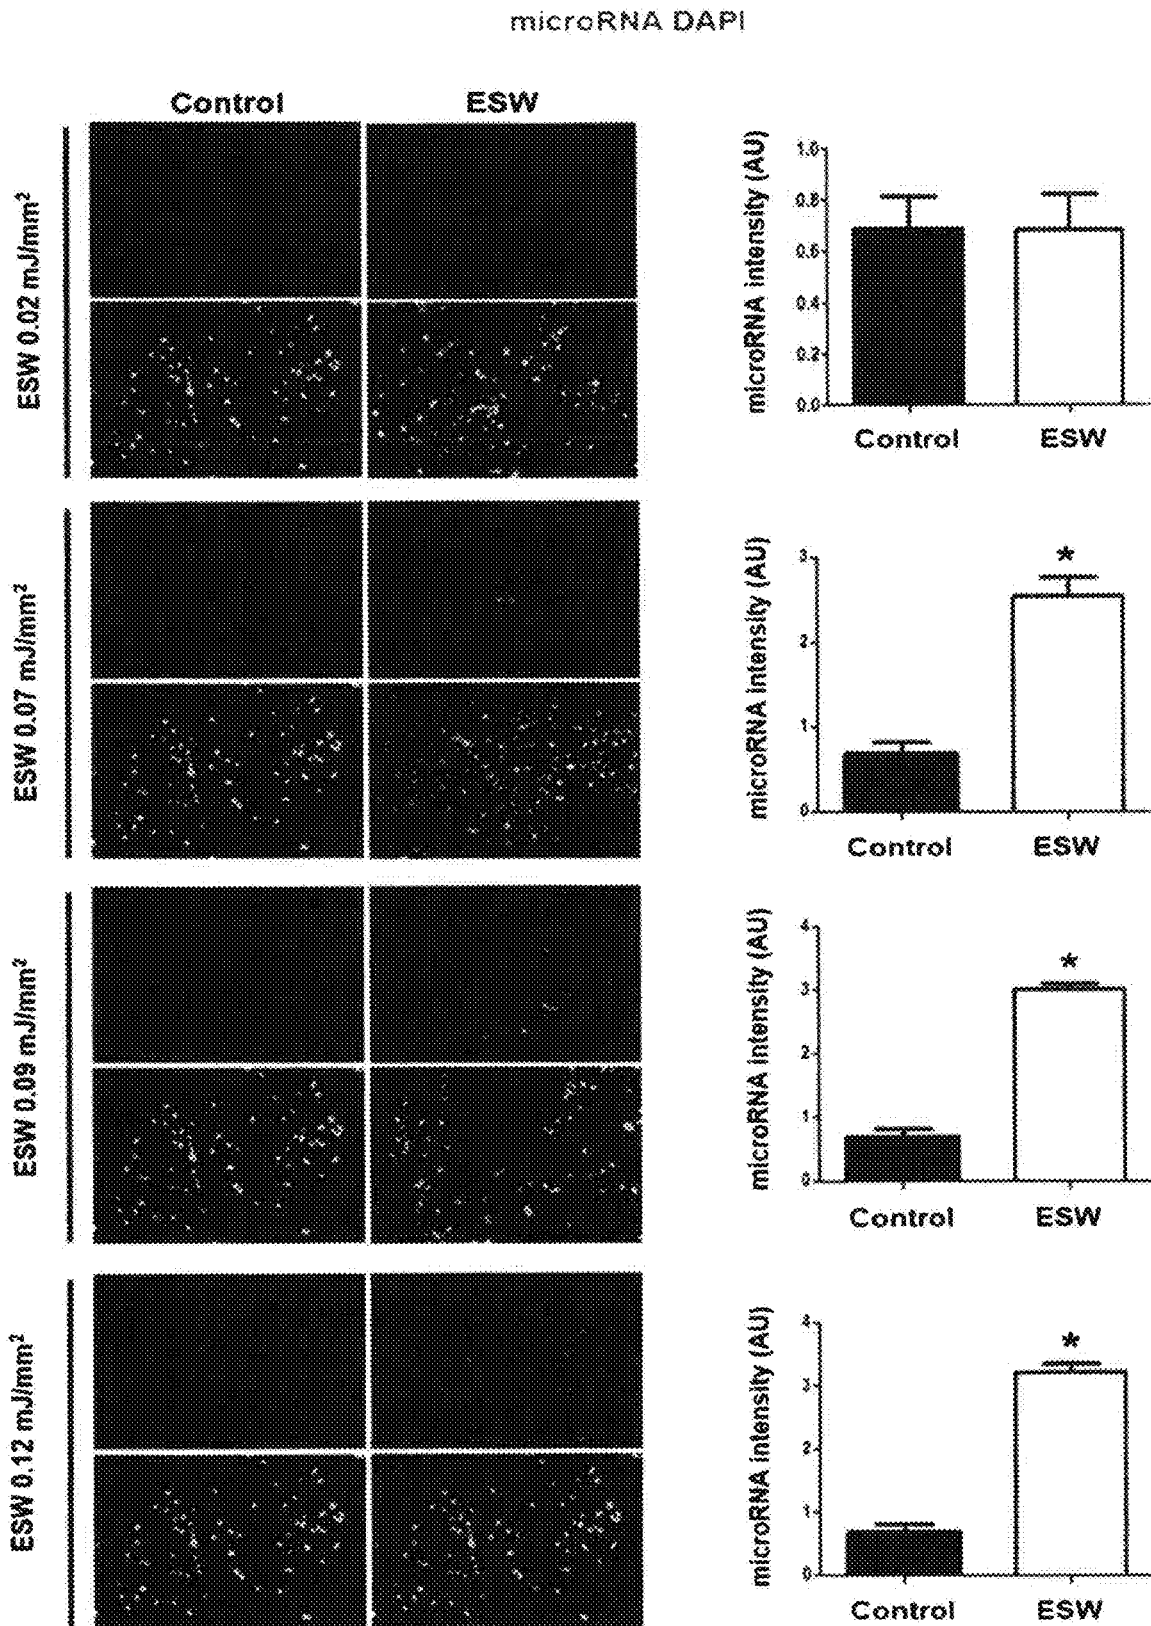 microRNA DAPI
Control ESW
ESW 0.02 mJ/mm²
microRNA intensity (AU)
1.0
0.8
0.6
0.4
0.2
0.0
Control ESW
ESW 0.07 mJ/mm²
microRNA intensity (AU)
*
3
2
1
0
Control ESW
ESW 0.09 mJ/mm²
microRNA intensity (AU)
*
4
3
2
1
0
Control ESW
ESW 0.12 mJ/mm²
microRNA intensity (AU)
*
4
3
2
1
0
Control ESW